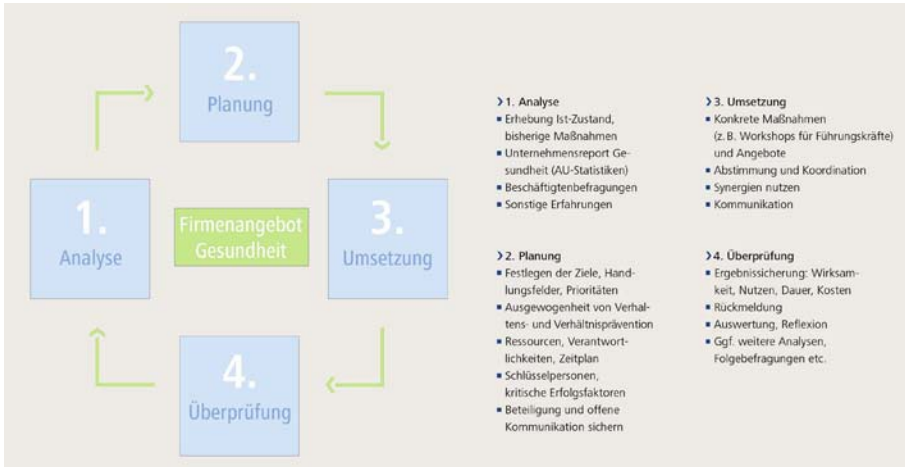 2.
Planung
1.
Analyse
Firmenangebot
Gesundheit
3.
Umsetzung
4.
Überprüfung
1. Analyse
Erhebung Ist-Zustand,
bisherige Maßnahmen
Unternehmensreport Ge-
sundheit (AU-Statistiken)
Beschäftigtenbefragungen
Sonstige Erfahrungen
2. Planung
Festlegen der Ziele, Hand-
lungsfelder, Prioritäten
Ausgewogenheit von Verhal-
tens- und Verhältnisprävention
Ressourcen, Verantwort-
lichkeiten, Zeitplan
Schlüsselpersonen,
kritische Erfolgsfaktoren
Beteiligung und offene
Kommunikation sichern
3. Umsetzung
Konkrete Maßnahmen
(z. B. Workshops für Führungskräfte)
und Angebote
Abstimmung und Koordination
Synergien nutzen
Kommunikation
4. Überprüfung
Ergebnissicherung: Wirksam-
keit, Nutzen, Dauer, Kosten
Rückmeldung
Auswertung, Reflexion
Ggf. weitere Analysen,
Folgebefragungen etc.